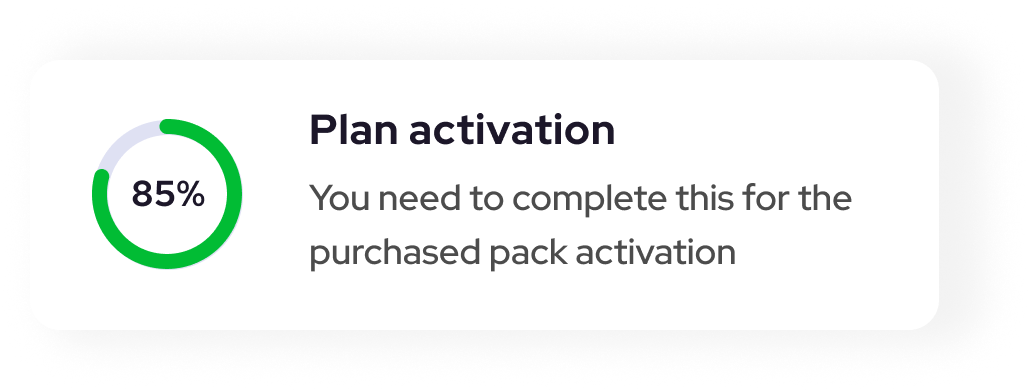 85%
Plan activation
You need to complete this for the
purchased pack activation